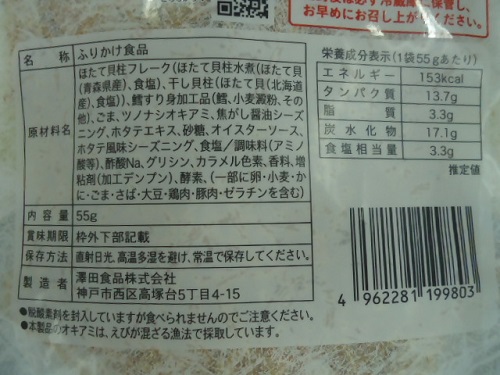 後は必ず冷蔵庫に保管し、
お早めにお召し上がりください。
名称 ふりかけ食品
原材料名
ほたて貝柱フレーク(ほたて貝柱水煮(ほたて貝
(青森県産)、食塩)、干し貝柱(ほたて貝(北海道
産)、食塩))、鱈すり身加工品(鱈、小麦澱粉、その
他)、ごま、ツノナシオキアミ、焦がし醤油シーズ
ニング、ホタテエキス、砂糖、オイスターソース、
ホタテ風味シーズニング、食塩／調味料(アミノ
酸等)、酢酸Na、グリシン、カラメル色素、香料、増
粘剤(加工デンプン)、酵素、(一部に卵・小麦・か
に・ごま・さば・大豆・鶏肉・豚肉・ゼラチンを含む)
内容量 55g
賞味期限 枠外下部記載
保存方法 直射日光、高温多湿を避け、常温で保存してください。
製造者 澤田食品株式会社
神戸市西区高塚台5丁目4-15
●脱酸素剤を封入していますが食べられませんのでご注意ください。
●本製品のオキアミは、えびが混ざる漁法で採取しています。
栄養成分表示(1袋55gあたり)
エネルギー 153kcal
タンパク質 13.7g
脂質 3.3g
炭水化物 17.1g
食塩相当量 3.3g
推定値
4 962281 199803